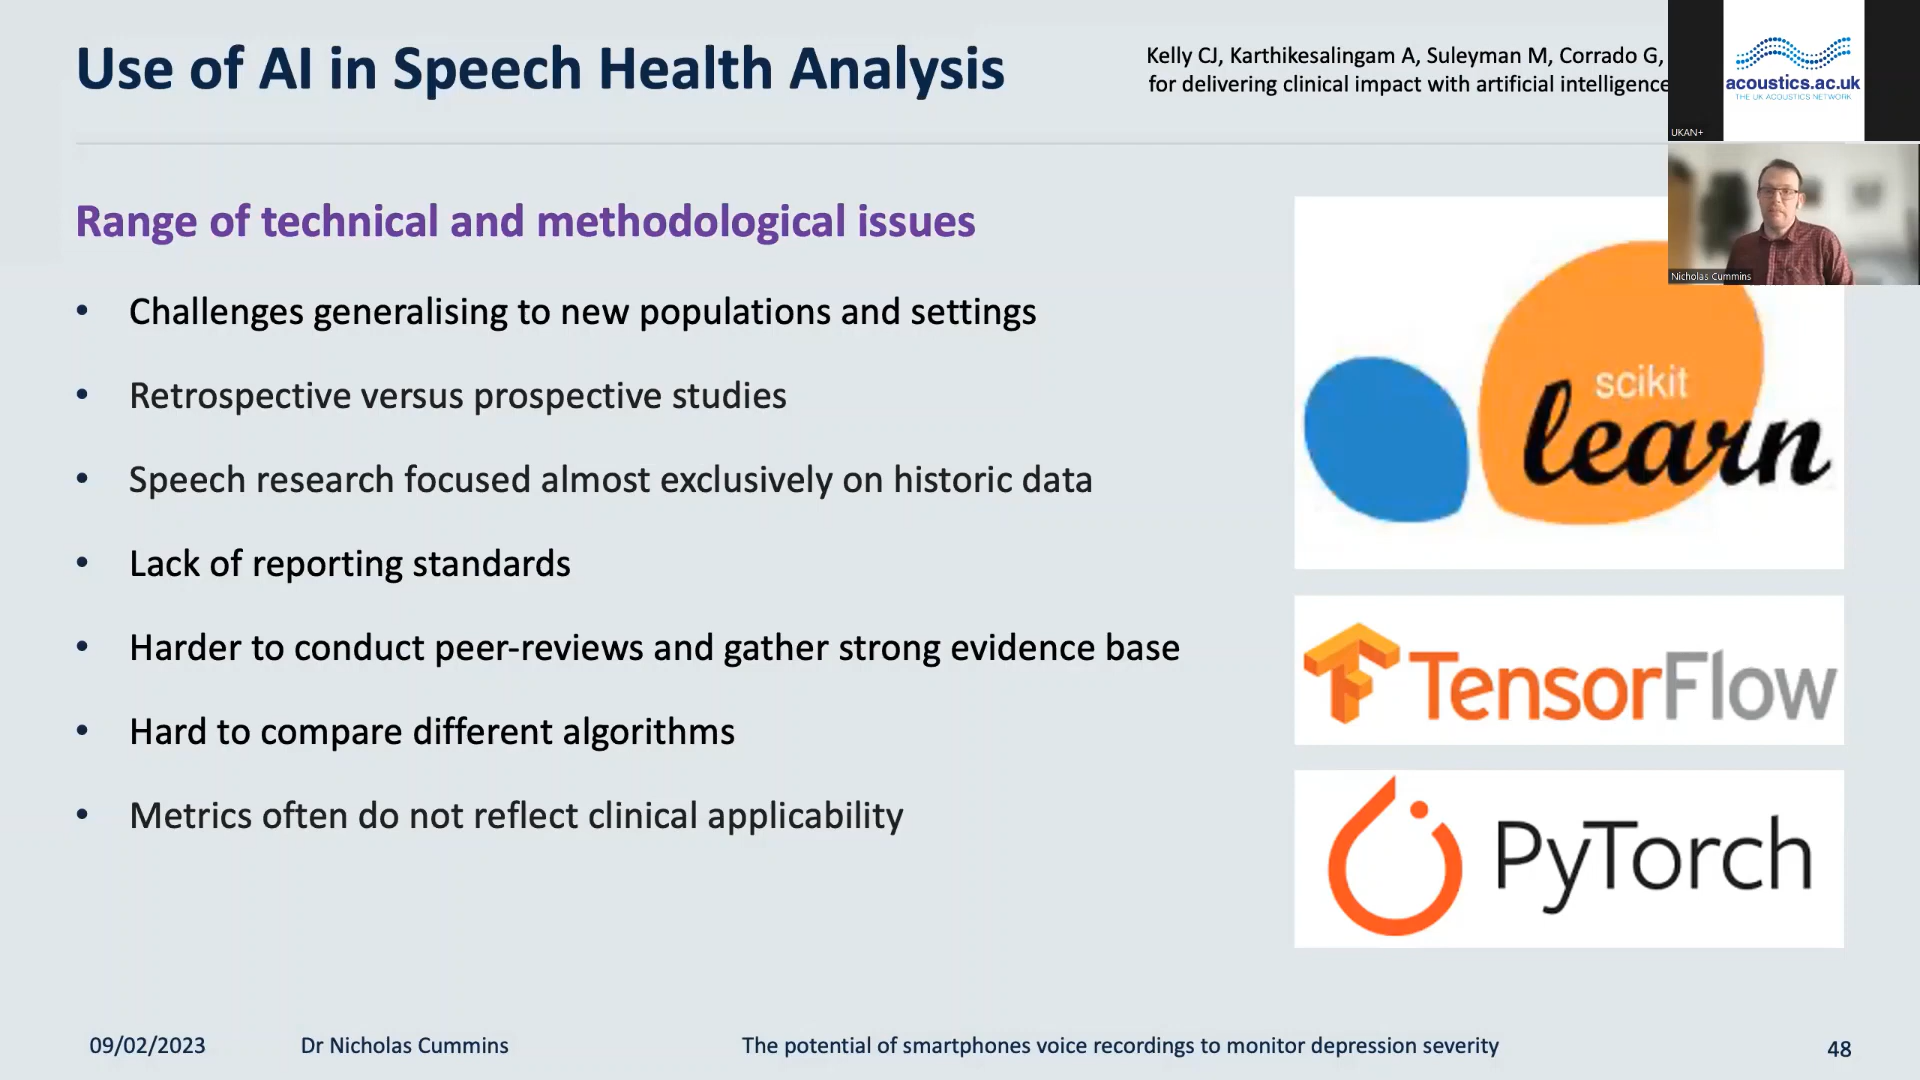 Use of AI in Speech Health Analysis
Kelly CJ, Karthikesalingam A, Suleyman M, Corrado G,
for delivering clinical impact with artificial intelligence
acoustics.ac.uk
THE UK ACOUSTICS NETWORK
UKAN+
Nicholas Cummins
Range of technical and methodological issues
• Challenges generalising to new populations and settings
• Retrospective versus prospective studies
• Speech research focused almost exclusively on historic data
• Lack of reporting standards
• Harder to conduct peer-reviews and gather strong evidence base
• Hard to compare different algorithms
• Metrics often do not reflect clinical applicability
scikit
learn
TensorFlow
PyTorch
09/02/2023
Dr Nicholas Cummins
The potential of smartphones voice recordings to monitor depression severity
48